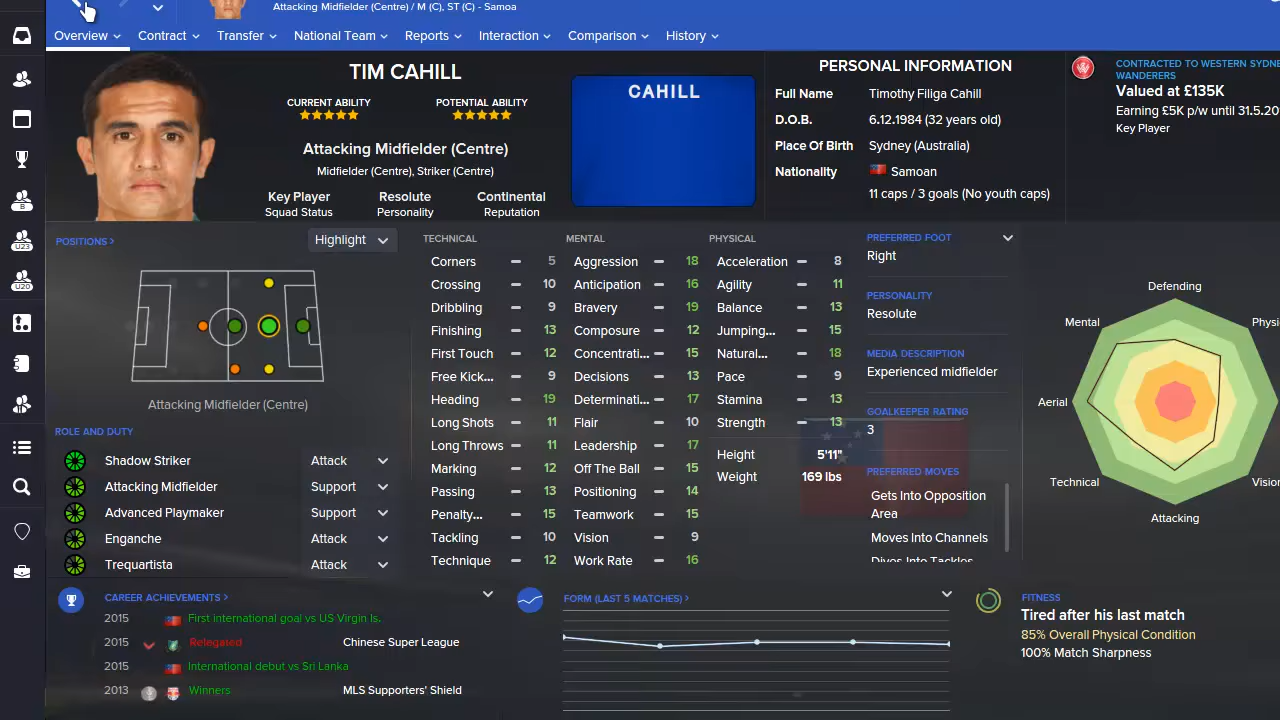 Attacking Midfielder (Centre) / M (C), ST (C) - Samoa
Overview Contract Transfer National Team Reports Interaction Comparison History
TIM CAHILL
CURRENT ABILITY POTENTIAL ABILITY
Attacking Midfielder (Centre)
Midfielder (Centre), Striker (Centre)
Key Player Resolute Continental
Squad Status Personality Reputation
CAHILL
PERSONAL INFORMATION
Full Name Timothy Filiga Cahill
D.O.B. 6.12.1984 (32 years old)
Place Of Birth Sydney (Australia)
Nationality Samoan
11 caps / 3 goals (No youth caps)
CONTRACTED TO WESTERN SYDNE
WANDERERS
Valued at £135K
Earning £5K p/w until 31.5.20
Key Player
B
U23
U20
POSITIONS >
Highlight
Attacking Midfielder (Centre)
ROLE AND DUTY
Shadow Striker Attack
Attacking Midfielder Support
Advanced Playmaker Support
Enganche Attack
Trequartista Attack
TECHNICAL
Corners - 5
Crossing - 10
Dribbling - 9
Finishing - 13
First Touch - 12
Free Kick... - 9
Heading - 19
Long Shots - 11
Long Throws - 11
Marking - 12
Passing - 13
Penalty... - 15
Tackling - 10
Technique - 12
MENTAL
Aggression - 18
Anticipation - 16
Bravery - 19
Composure - 12
Concentrati... - 15
Decisions - 13
Determinati... - 17
Flair - 10
Leadership - 17
Off The Ball - 15
Positioning - 14
Teamwork - 15
Vision - 9
Work Rate - 16
PHYSICAL
Acceleration - 8
Agility - 11
Balance - 13
Jumping... - 15
Natural... - 18
Pace - 9
Stamina - 13
Strength - 13
Height 5'11"
Weight 169 lbs
PREFERRED FOOT
Right
PERSONALITY
Resolute
MEDIA DESCRIPTION
Experienced midfielder
GOALKEEPER RATING
3
PREFERRED MOVES
Gets Into Opposition
Area
Moves Into Channels
Dives Into Tackles
Defending
Mental Physi
Aerial
Technical Vision
Attacking
CAREER ACHIEVEMENTS >
2015 First international goal vs US Virgin Is.
2015 Relegated Chinese Super League
2015 International debut vs Sri Lanka
2013 Winners MLS Supporters' Shield
FORM (LAST 5 MATCHES) >
FITNESS
Tired after his last match
85% Overall Physical Condition
100% Match Sharpness